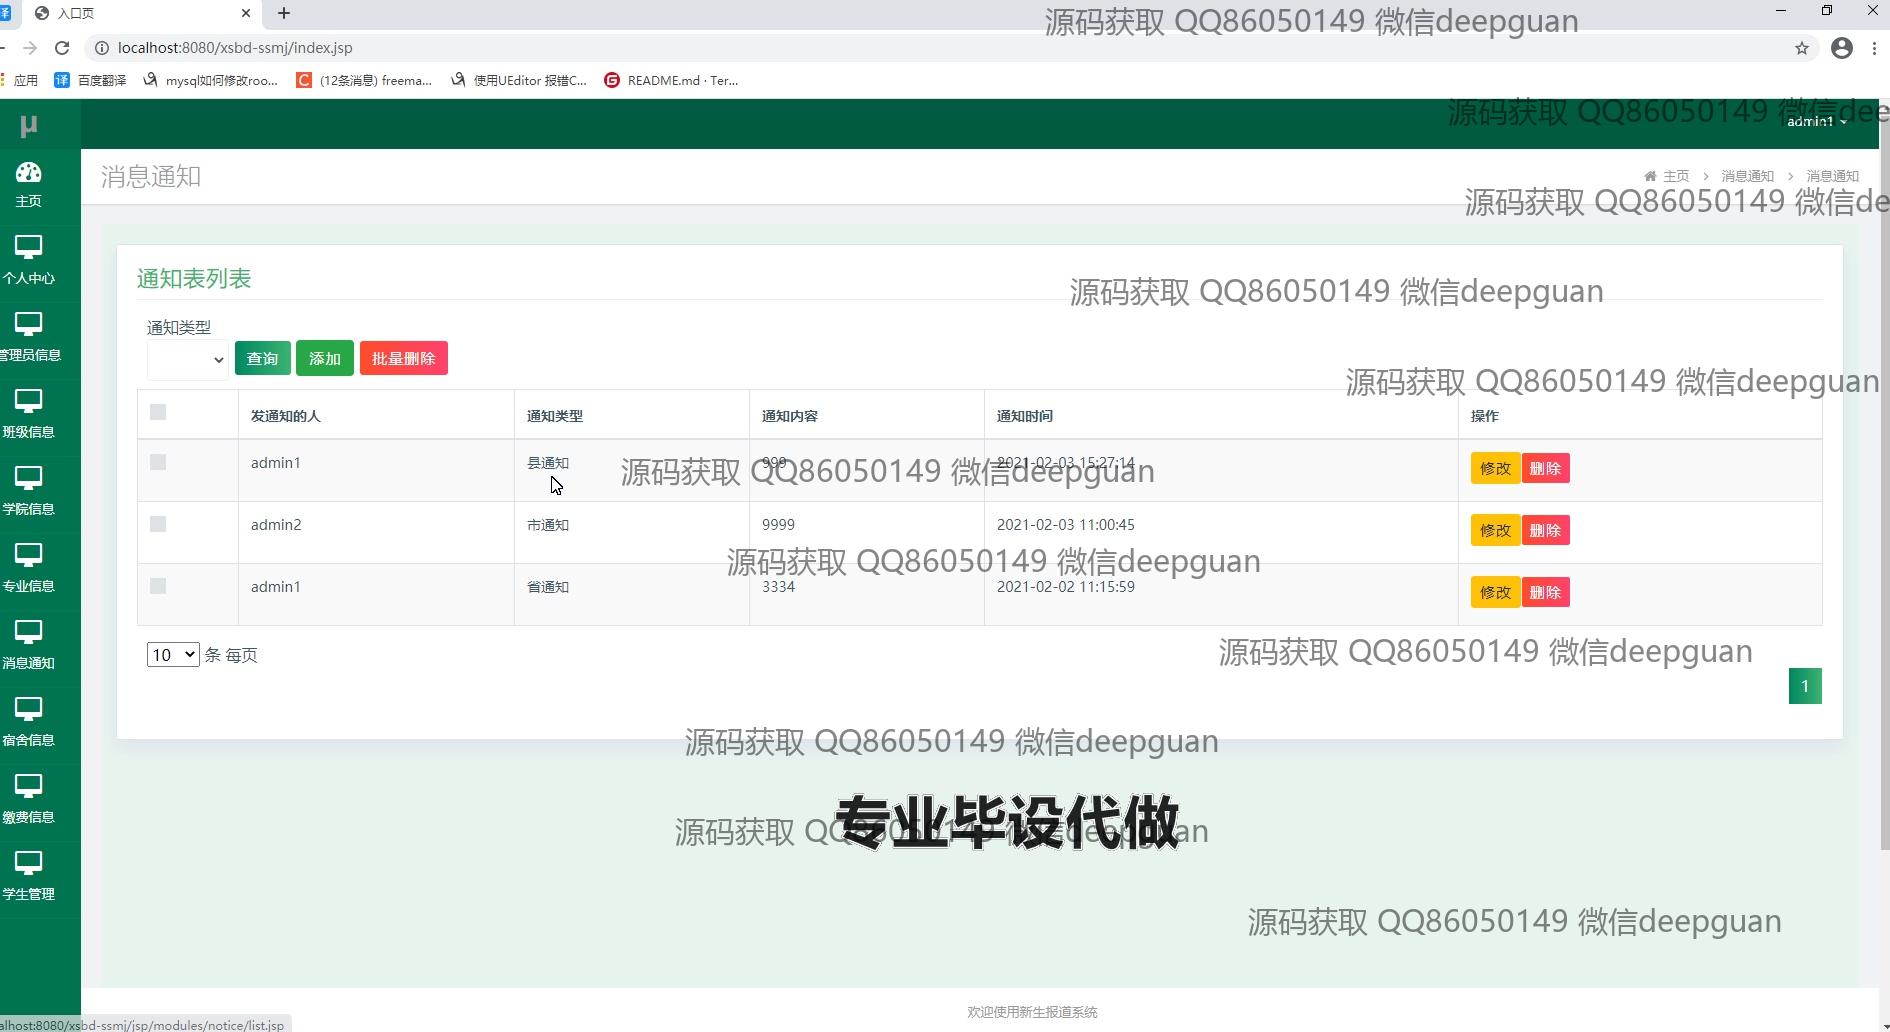 译
入口页
源码获取 QQ86050149 微信deepguan
localhost:8080/xsbd-ssmj/index.jsp
应用
译 百度翻译
mysql如何修改roo...
C (12条消息) freema...
使用UEditor 报错C...
G README.md · Ter...
μ
源码获取 QQ86050149 微信dee
admin1
主页
消息通知
主页 > 消息通知 > 消息通知
源码获取 QQ86050149 微信de
个人中心
通知表列表
源码获取 QQ86050149 微信deepguan
通知类型
管理员信息
查询 添加 批量删除
源码获取 QQ86050149 微信deepguan
班级信息
发通知的人 通知类型 通知内容 通知时间 操作
admin1 县通知 999 2021-02-03 15:27:14 修改 删除
源码获取 QQ86050149 微信deepguan
学院信息
admin2 市通知 9999 2021-02-03 11:00:45 修改 删除
源码获取 QQ86050149 微信deepguan
专业信息
admin1 省通知 3334 2021-02-02 11:15:59 修改 删除
消息通知
10 条 每页
源码获取 QQ86050149 微信deepguan
1
宿舍信息
源码获取 QQ86050149 微信deepguan
缴费信息
专业毕设代做
源码获取 QQ86050149 微信deepguan
学生管理
源码获取 QQ86050149 微信deepguan
欢迎使用新生报道系统
alhost:8080/xsbd-ssmj/jsp/modules/notice/list.jsp